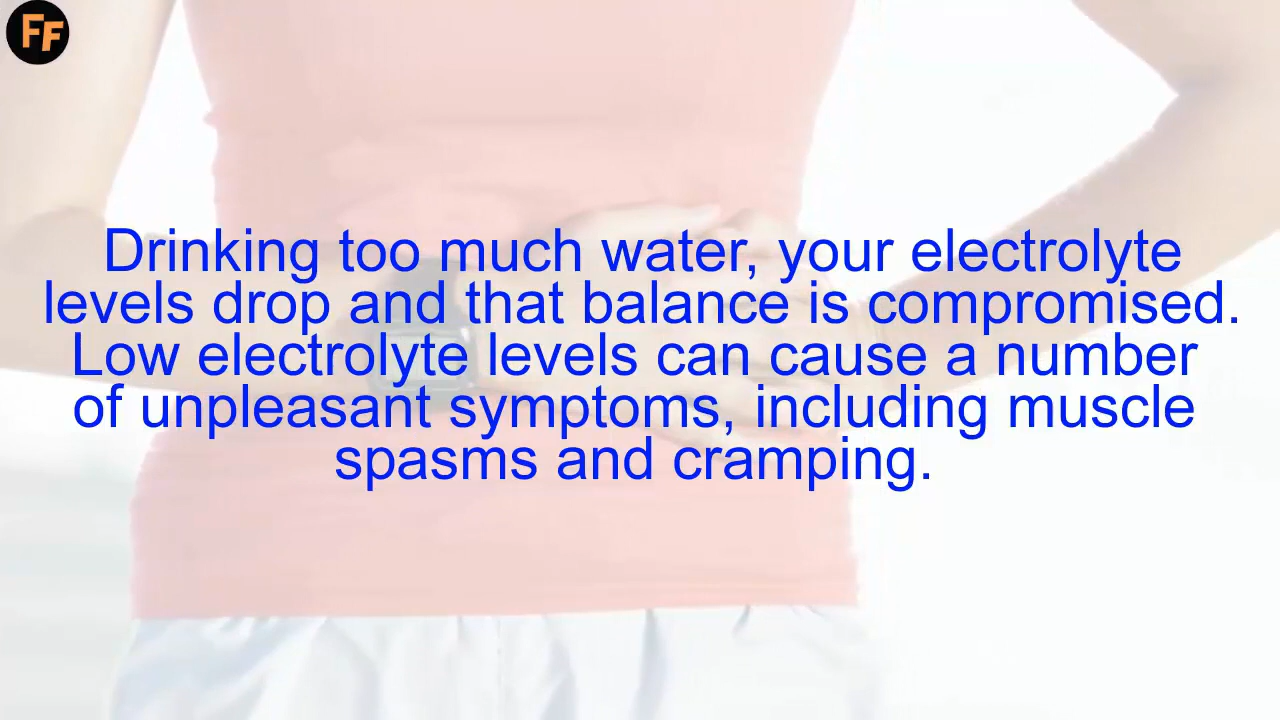 FF
Drinking too much water, your electrolyte
levels drop and that balance is compromised.
Low electrolyte levels can cause a number
of unpleasant symptoms, including muscle
spasms and cramping.